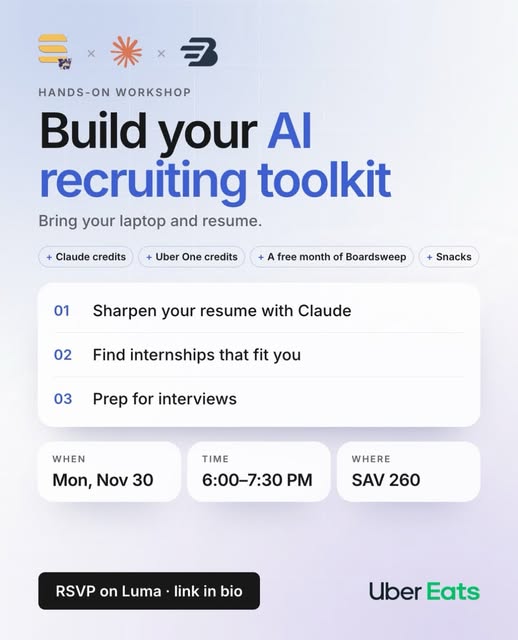 × ×
HANDS-ON WORKSHOP
Build your AI
recruiting toolkit
Bring your laptop and resume.
+ Claude credits + Uber One credits + A free month of Boardsweep + Snacks
01 Sharpen your resume with Claude
02 Find internships that fit you
03 Prep for interviews
WHEN TIME WHERE
Mon, Nov 30 6:00–7:30 PM SAV 260
RSVP on Luma · link in bio Uber Eats